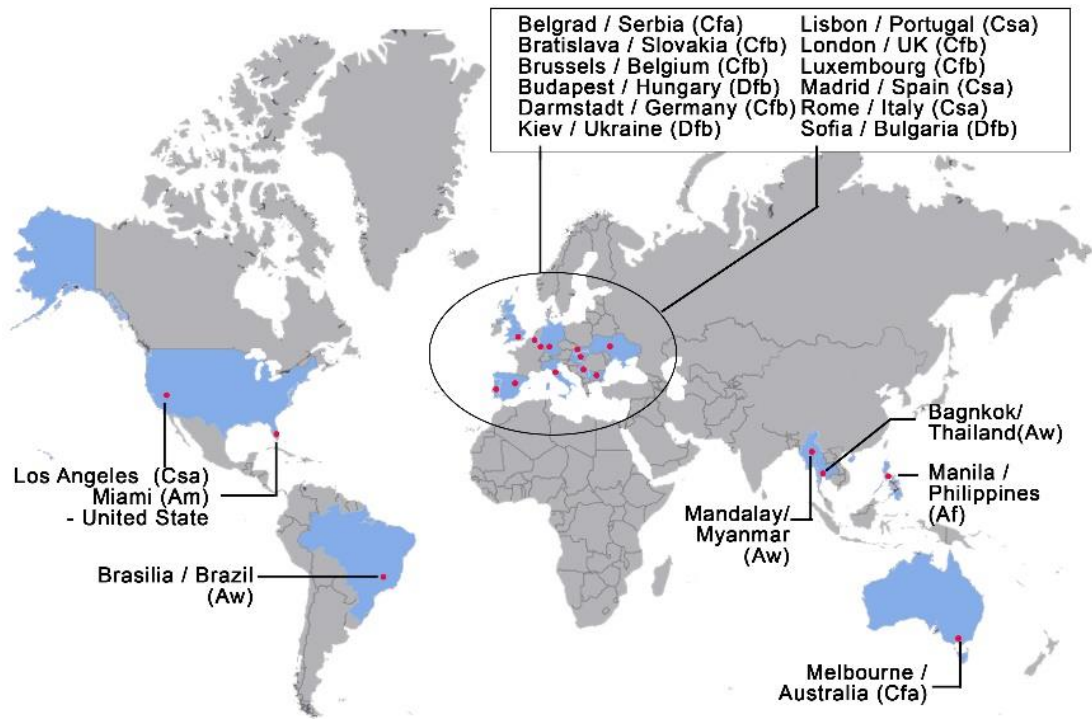 Belgrad / Serbia (Cfa)
Bratislava / Slovakia (Cfb)
Brussels / Belgium (Cfb)
Budapest / Hungary (Dfb)
Darmstadt / Germany (Cfb)
Kiev / Ukraine (Dfb)
Lisbon / Portugal (Csa)
London / UK (Cfb)
Luxembourg (Cfb)
Madrid / Spain (Csa)
Rome / Italy (Csa)
Sofia / Bulgaria (Dfb)
Los Angeles (Csa)
Miami (Am)
- United State
Brasilia / Brazil
(Aw)
Bagnkok/
Thailand(Aw)
Manila /
Philippines
(Af)
Mandalay/
Myanmar
(Aw)
Melbourne /
Australia (Cfa)